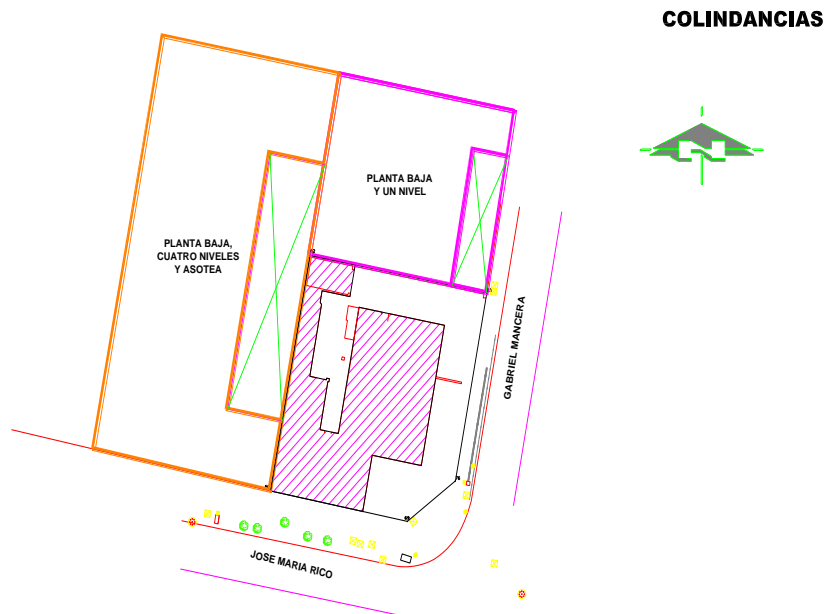 COLINDANCIAS
N
PLANTA BAJA
Y UN NIVEL
PLANTA BAJA,
CUATRO NIVELES
Y ASOTEA
GABRIEL MANCERA
JOSE MARIA RICO